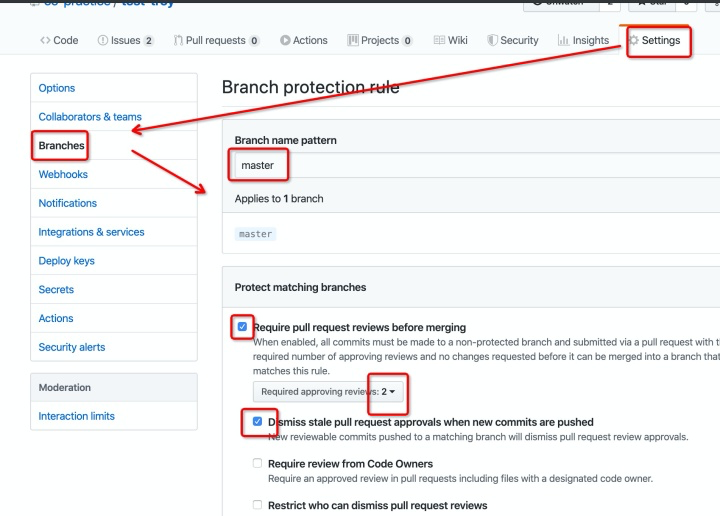 Code
Issues 2
Pull requests 0
Actions
Projects 0
Wiki
Security
Insights
Settings
Options
Collaborators & teams
Branches
Webhooks
Notifications
Integrations & services
Deploy keys
Secrets
Actions
Security alerts
Moderation
Interaction limits
Branch protection rule
Branch name pattern
master
Applies to 1 branch
master
Protect matching branches
Require pull request reviews before merging
When enabled, all commits must be made to a non-protected branch and submitted via a pull request with
required number of approving reviews and no changes requested before it can be merged into a branch that
matches this rule.
Required approving reviews: 2
Dismiss stale pull request approvals when new commits are pushed
New reviewable commits pushed to a matching branch will dismiss pull request review approvals.
Require review from Code Owners
Require an approved review in pull requests including files with a designated code owner.
Restrict who can dismiss pull request reviews